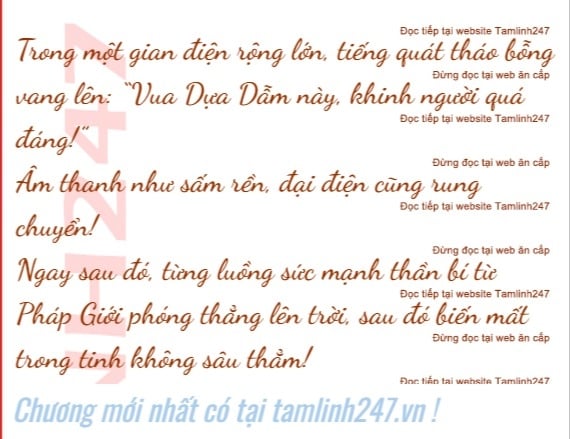 Đọc tiếp tại website Tamlinh247
Trong một gian điện rộng lớn, tiếng quát tháo bỗng
Đừng đọc tại web ăn cắp
vang lên: “Vua Dựa Dẫm này, khinh người quá
Đọc tiếp tại website Tamlinh247
đáng!”
Đừng đọc tại web ăn cắp
Âm thanh như sấm rền, đại điện cũng rung
Đọc tiếp tại website Tamlinh247
chuyển!
Đừng đọc tại web ăn cắp
Ngay sau đó, từng luồng sức mạnh thần bí từ
Đọc tiếp tại website Tamlinh247
Pháp Giới phóng thẳng lên trời, sau đó biến mất
Đừng đọc tại web ăn cắp
trong tinh không sâu thẳm!
Đọc tiếp tại website Tamlinh247
NH247
Chương mới nhất có tại tamlinh247.vn !